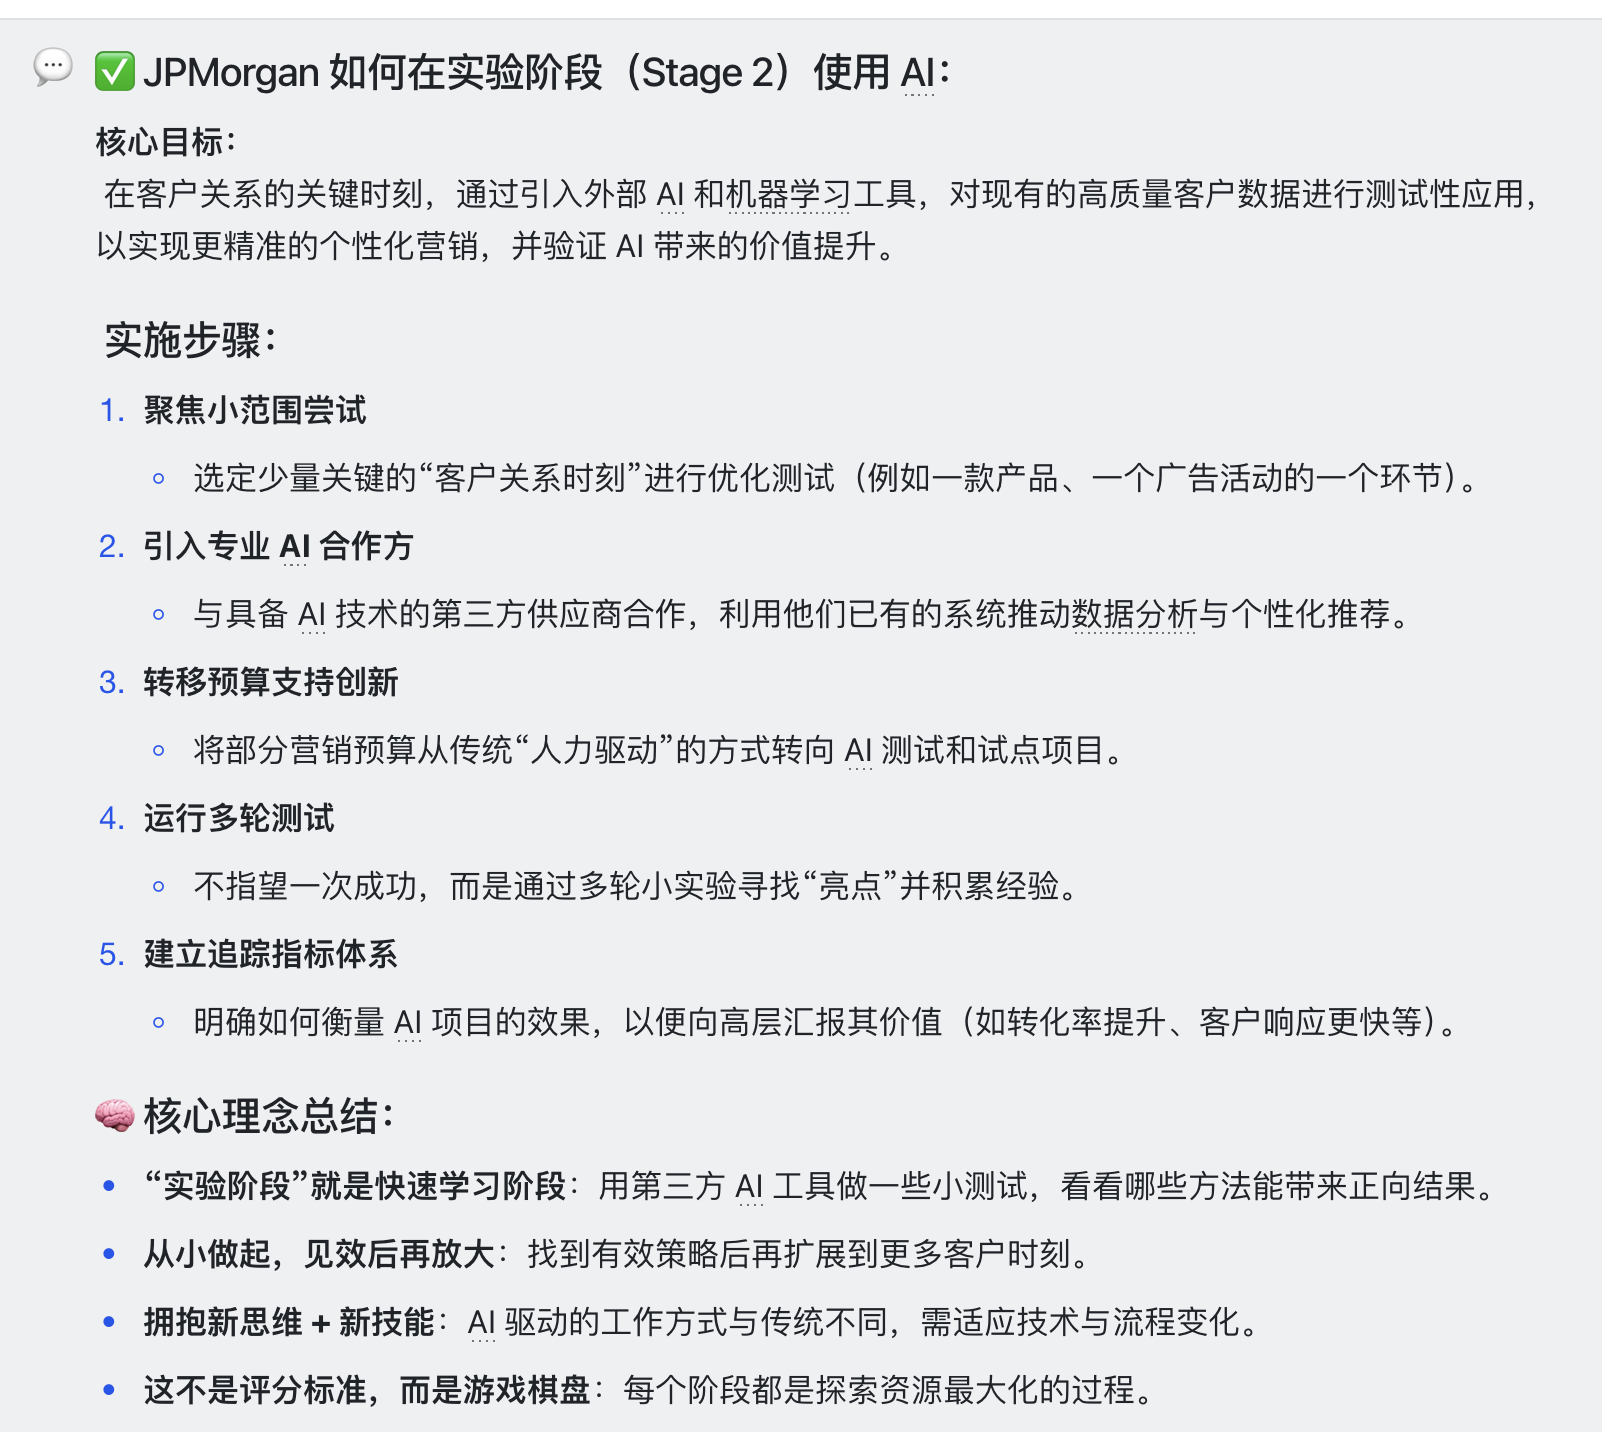 💬 ✅ JPMorgan 如何在实验阶段（Stage 2）使用 AI：
核心目标：
在客户关系的关键时刻，通过引入外部 AI 和机器学习工具，对现有的高质量客户数据进行测试性应用，
以实现更精准的个性化营销，并验证 AI 带来的价值提升。
实施步骤：
1. 聚焦小范围尝试
◦ 选定少量关键的“客户关系时刻”进行优化测试（例如一款产品、一个广告活动的一个环节）。
2. 引入专业 AI 合作方
◦ 与具备 AI 技术的第三方供应商合作，利用他们已有的系统推动数据分析与个性化推荐。
3. 转移预算支持创新
◦ 将部分营销预算从传统“人力驱动”的方式转向 AI 测试和试点项目。
4. 运行多轮测试
◦ 不指望一次成功，而是通过多轮小实验寻找“亮点”并积累经验。
5. 建立追踪指标体系
◦ 明确如何衡量 AI 项目的效果，以便向高层汇报其价值（如转化率提升、客户响应更快等）。
🧠 核心理念总结：
• “实验阶段”就是快速学习阶段：用第三方 AI 工具做一些小测试，看看哪些方法能带来正向结果。
• 从小做起，见效后再放大：找到有效策略后再扩展到更多客户时刻。
• 拥抱新思维 + 新技能：AI 驱动的工作方式与传统不同，需适应技术与流程变化。
• 这不是评分标准，而是游戏棋盘：每个阶段都是探索资源最大化的过程。